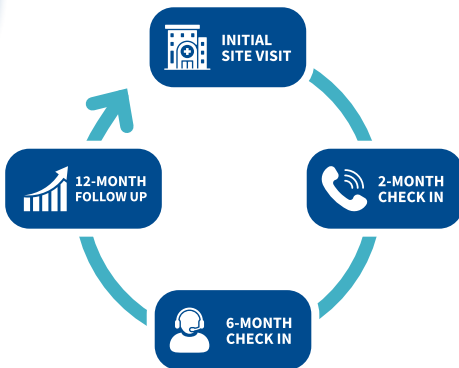 INITIAL
SITE VISIT
2-MONTH
CHECK IN
6-MONTH
CHECK IN
12-MONTH
FOLLOW UP